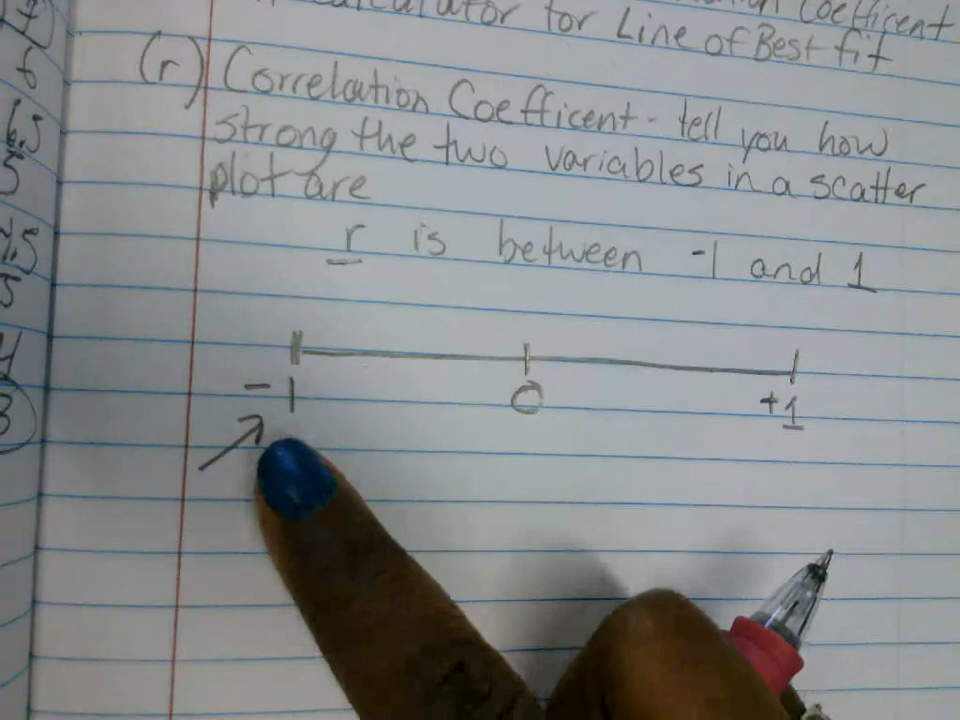 Coefficent
Calculator for Line of Best fit
(r) Correlation Coefficent - tell you how
strong the two variables in a scatter
plot are
r is between -1 and 1
-1 0 +1